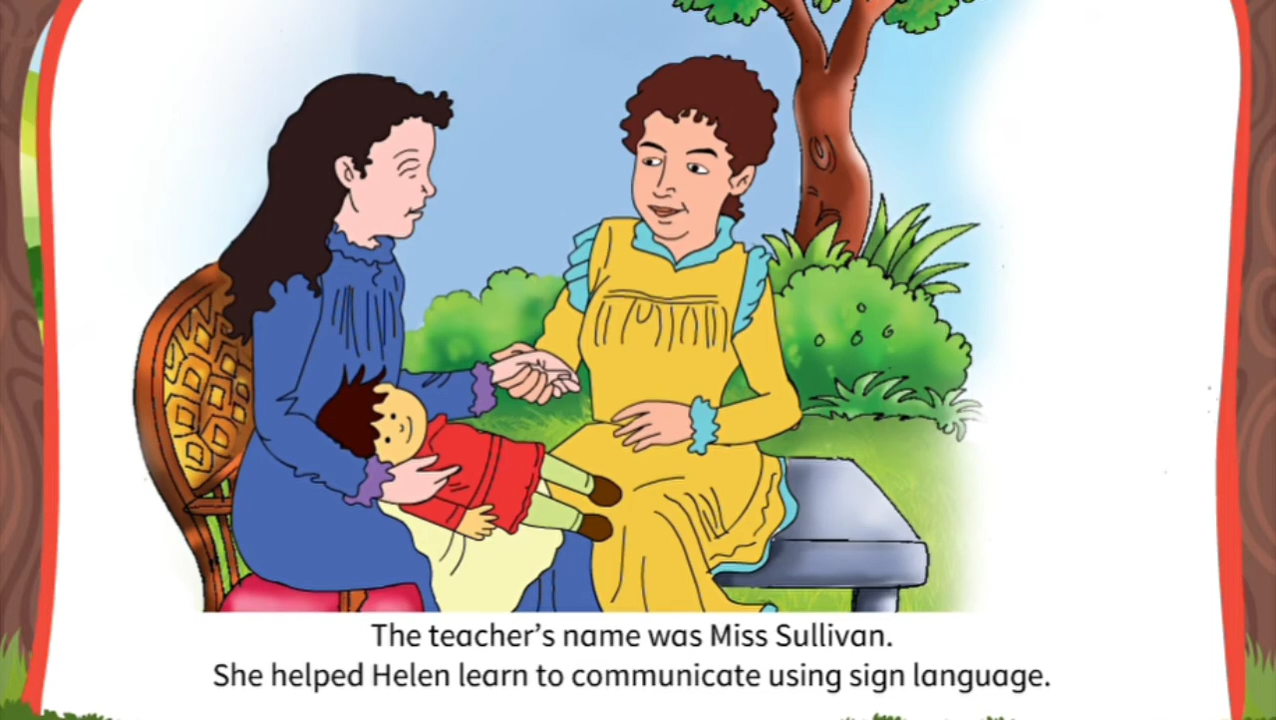 The teacher’s name was Miss Sullivan.
She helped Helen learn to communicate using sign language.